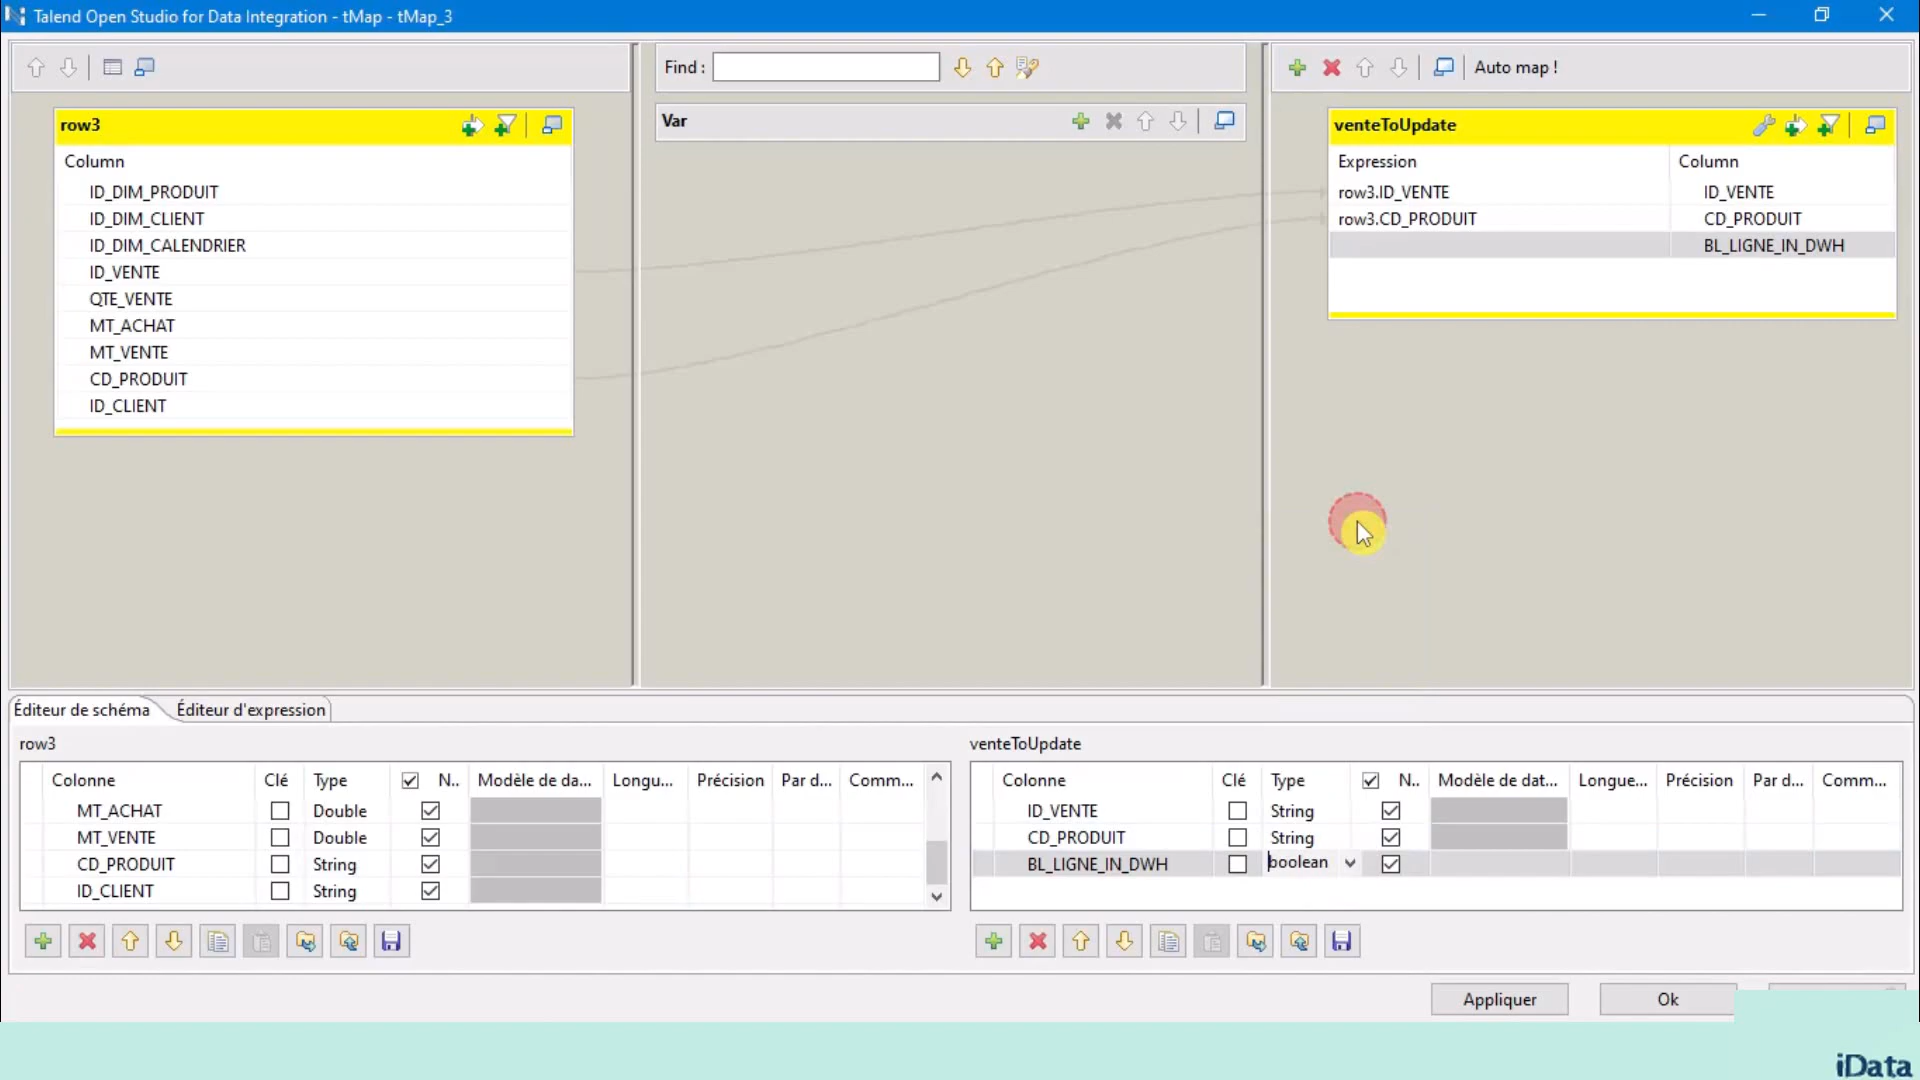 Talend Open Studio for Data Integration - tMap - tMap_3
Find :
Auto map !
row3
Column
ID_DIM_PRODUIT
ID_DIM_CLIENT
ID_DIM_CALENDRIER
ID_VENTE
QTE_VENTE
MT_ACHAT
MT_VENTE
CD_PRODUIT
ID_CLIENT
Var
venteToUpdate
Expression Column
row3.ID_VENTE ID_VENTE
row3.CD_PRODUIT CD_PRODUIT
BL_LIGNE_IN_DWH
Éditeur de schéma Éditeur d'expression
row3
Colonne Clé Type N.. Modèle de da... Longu... Précision Par d... Comm...
MT_ACHAT Double
MT_VENTE Double
CD_PRODUIT String
ID_CLIENT String
venteToUpdate
Colonne Clé Type N.. Modèle de dat... Longue... Précision Par d... Comm...
ID_VENTE String
CD_PRODUIT String
BL_LIGNE_IN_DWH boolean
Appliquer Ok
iData